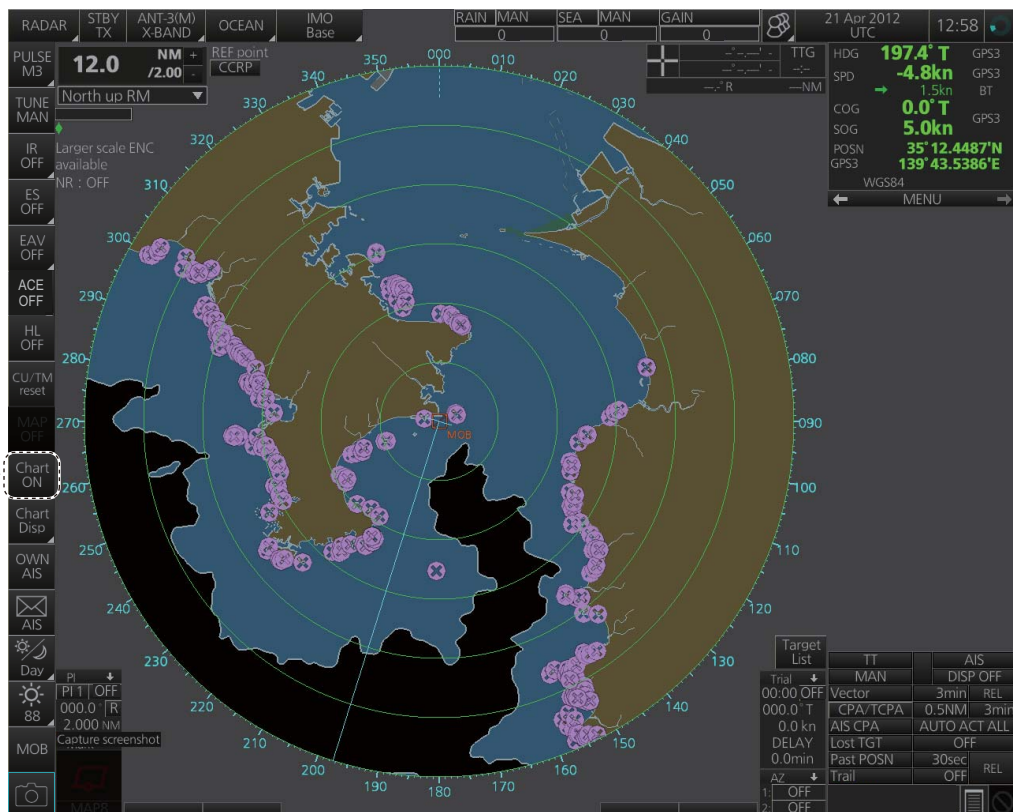 RADAR STBY TX ANT-3(M) X-BAND OCEAN IMO Base RAIN MAN 0 SEA MAN 0 GAIN 0 21 Apr 2012 UTC 12:58
PULSE M3
12.0 NM /2.00 + -
REF point
CCRP
North up RM
TUNE MAN
IR OFF
Larger scale ENC
available
NR : OFF
ES OFF
EAV OFF
ACE OFF
HL OFF
CU/TM reset
MAP OFF
Chart ON
Chart Disp
OWN AIS
AIS
Day
88
MOB
PI
PI 1 OFF
000.0° R
2.000 NM
Capture screenshot
Mark
MAP8
000
010
020
030
040
050
060
070
080
090
100
110
120
130
140
150
160
170
180
190
200
210
220
230
240
250
260
270
280
290
300
310
320
330
340
350
MOB
TTG
R NM
HDG 197.4° T GPS3
SPD -4.8kn GPS3
1.5kn BT
COG 0.0° T GPS3
SOG 5.0kn
POSN 35°12.4487'N
GPS3 139°43.5386'E
WGS84
MENU
Target List
Trial
00:00 OFF
000.0° T
0.0 kn
DELAY
0.0min
AZ
1: OFF
2: OFF
TT AIS
MAN DISP OFF
Vector 3min REL
CPA/TCPA 0.5NM 3min
AIS CPA AUTO ACT ALL
Lost TGT OFF
Past POSN 30sec REL
Trail OFF